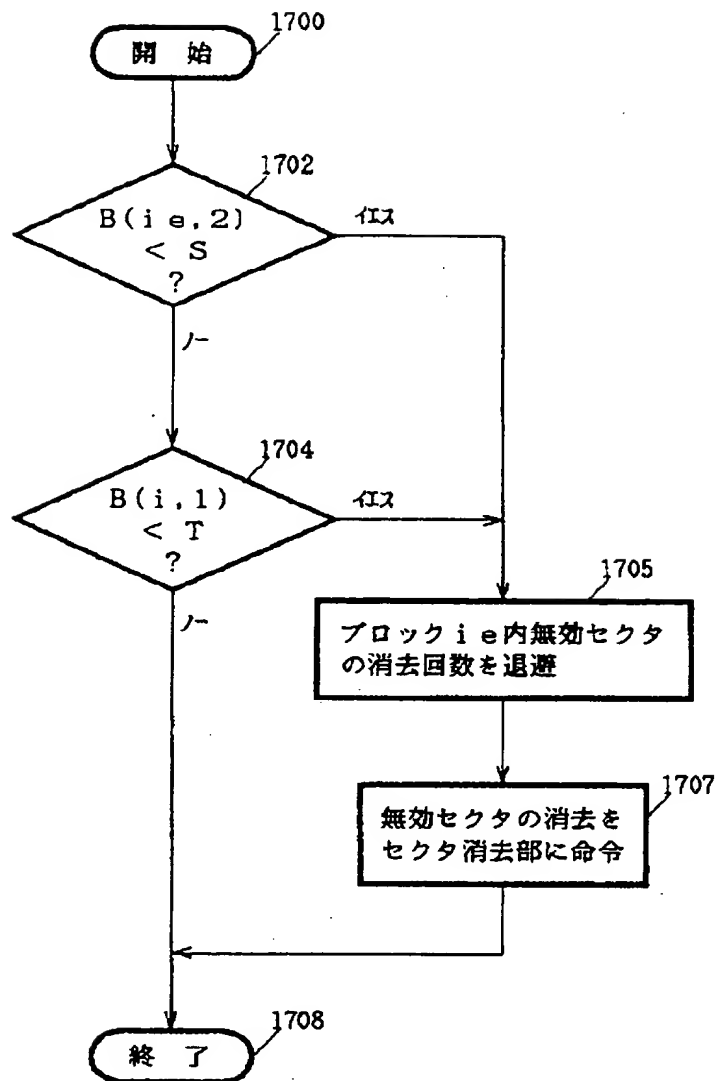 1700
開 始
1702
B(ie,2)
< S
?
イエス
ノー
1704
B(i,1)
< T
?
イエス
ノー
1705
ブロックie内無効セクタ
の消去回数を退避
1707
無効セクタの消去を
セクタ消去部に命令
1708
終 了